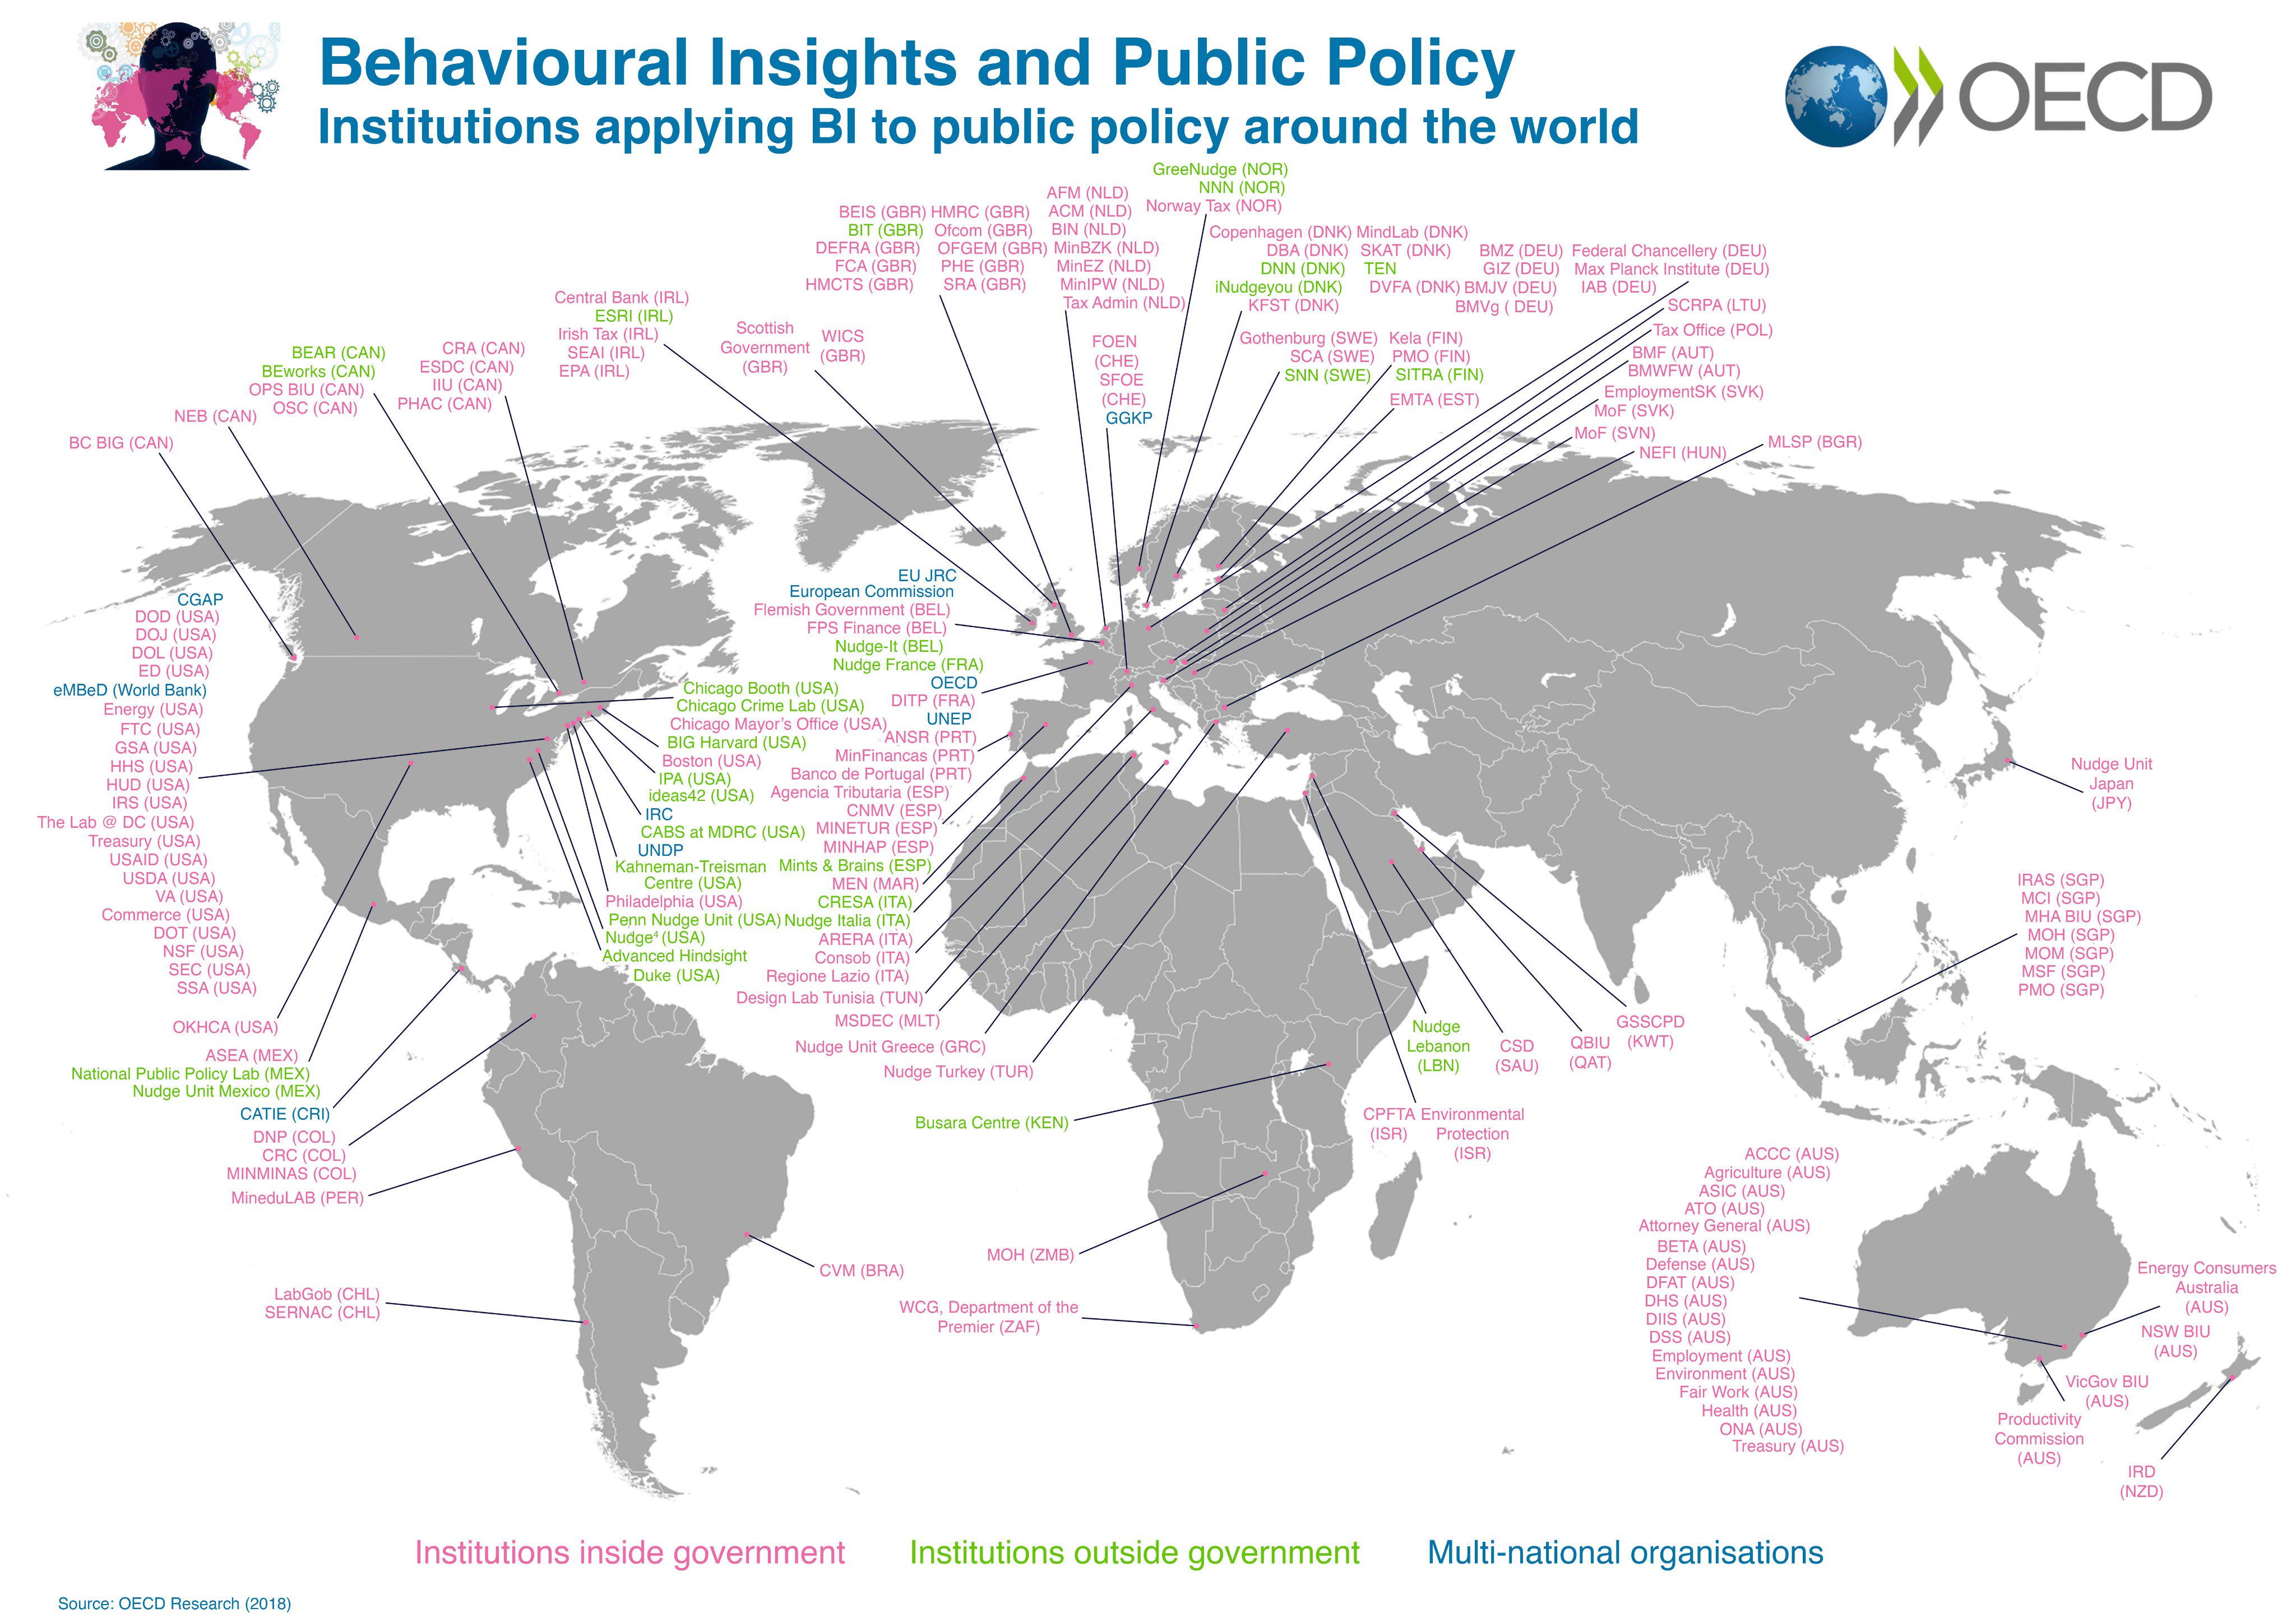 Behavioural Insights and Public Policy
Institutions applying BI to public policy around the world
OECD
GreeNudge (NOR)
NNN (NOR)
Norway Tax (NOR)
AFM (NLD)
ACM (NLD)
BIN (NLD)
MinBZK (NLD)
MinEZ (NLD)
MinIPW (NLD)
Tax Admin (NLD)
BEIS (GBR) HMRC (GBR)
BIT (GBR) Ofcom (GBR)
DEFRA (GBR) OFGEM (GBR)
FCA (GBR) PHE (GBR)
HMCTS (GBR) SRA (GBR)
Copenhagen (DNK) MindLab (DNK)
DBA (DNK) SKAT (DNK)
DNN (DNK) TEN
iNudgeyou (DNK) DVFA (DNK)
KFST (DNK)
BMZ (DEU) Federal Chancellery (DEU)
GIZ (DEU) Max Planck Institute (DEU)
BMJV (DEU) IAB (DEU)
BMVg ( DEU)
SCRPA (LTU)
Tax Office (POL)
BMF (AUT)
BMWFW (AUT)
EmploymentSK (SVK)
MoF (SVK)
MoF (SVN)
NEFI (HUN)
MLSP (BGR)
Gothenburg (SWE) Kela (FIN)
SCA (SWE) PMO (FIN)
SNN (SWE) SITRA (FIN)
EMTA (EST)
FOEN
(CHE)
SFOE
(CHE)
GGKP
Scottish
Government
(GBR)
WICS
(GBR)
Central Bank (IRL)
ESRI (IRL)
Irish Tax (IRL)
SEAI (IRL)
EPA (IRL)
CRA (CAN)
ESDC (CAN)
IIU (CAN)
PHAC (CAN)
BEAR (CAN)
BEworks (CAN)
OPS BIU (CAN)
OSC (CAN)
NEB (CAN)
BC BIG (CAN)
CGAP
DOD (USA)
DOJ (USA)
DOL (USA)
ED (USA)
eMBeD (World Bank)
Energy (USA)
FTC (USA)
GSA (USA)
HHS (USA)
HUD (USA)
IRS (USA)
The Lab @ DC (USA)
Treasury (USA)
USAID (USA)
USDA (USA)
VA (USA)
Commerce (USA)
DOT (USA)
NSF (USA)
SEC (USA)
SSA (USA)
OKHCA (USA)
ASEA (MEX)
National Public Policy Lab (MEX)
Nudge Unit Mexico (MEX)
CATIE (CRI)
DNP (COL)
CRC (COL)
MINMINAS (COL)
MineduLAB (PER)
LabGob (CHL)
SERNAC (CHL)
CVM (BRA)
Chicago Booth (USA)
Chicago Crime Lab (USA)
Chicago Mayor's Office (USA)
BIG Harvard (USA)
Boston (USA)
IPA (USA)
ideas42 (USA)
IRC
CABS at MDRC (USA)
UNDP
Kahneman-Treisman
Centre (USA)
Philadelphia (USA)
Penn Nudge Unit (USA)
Nudge⁴ (USA)
Advanced Hindsight
Duke (USA)
EU JRC
European Commission
Flemish Government (BEL)
FPS Finance (BEL)
Nudge-It (BEL)
Nudge France (FRA)
OECD
DITP (FRA)
UNEP
ANSR (PRT)
MinFinancas (PRT)
Banco de Portugal (PRT)
Agencia Tributaria (ESP)
CNMV (ESP)
MINETUR (ESP)
MINHAP (ESP)
Mints & Brains (ESP)
MEN (MAR)
CRESA (ITA)
Nudge Italia (ITA)
ARERA (ITA)
Consob (ITA)
Regione Lazio (ITA)
Design Lab Tunisia (TUN)
MSDEC (MLT)
Nudge Unit Greece (GRC)
Nudge Turkey (TUR)
Busara Centre (KEN)
MOH (ZMB)
WCG, Department of the
Premier (ZAF)
Nudge
Lebanon
(LBN)
CPFTA
(ISR)
Environmental
Protection
(ISR)
CSD
(SAU)
QBIU
(QAT)
GSSCPD
(KWT)
Nudge Unit
Japan
(JPY)
IRAS (SGP)
MCI (SGP)
MHA BIU (SGP)
MOH (SGP)
MOM (SGP)
MSF (SGP)
PMO (SGP)
ACCC (AUS)
Agriculture (AUS)
ASIC (AUS)
ATO (AUS)
Attorney General (AUS)
BETA (AUS)
Defense (AUS)
DFAT (AUS)
DHS (AUS)
DIIS (AUS)
DSS (AUS)
Employment (AUS)
Environment (AUS)
Fair Work (AUS)
Health (AUS)
ONA (AUS)
Treasury (AUS)
Energy Consumers
Australia
(AUS)
NSW BIU
(AUS)
VicGov BIU
(AUS)
Productivity
Commission
(AUS)
IRD
(NZD)
Institutions inside government
Institutions outside government
Multi-national organisations
Source: OECD Research (2018)